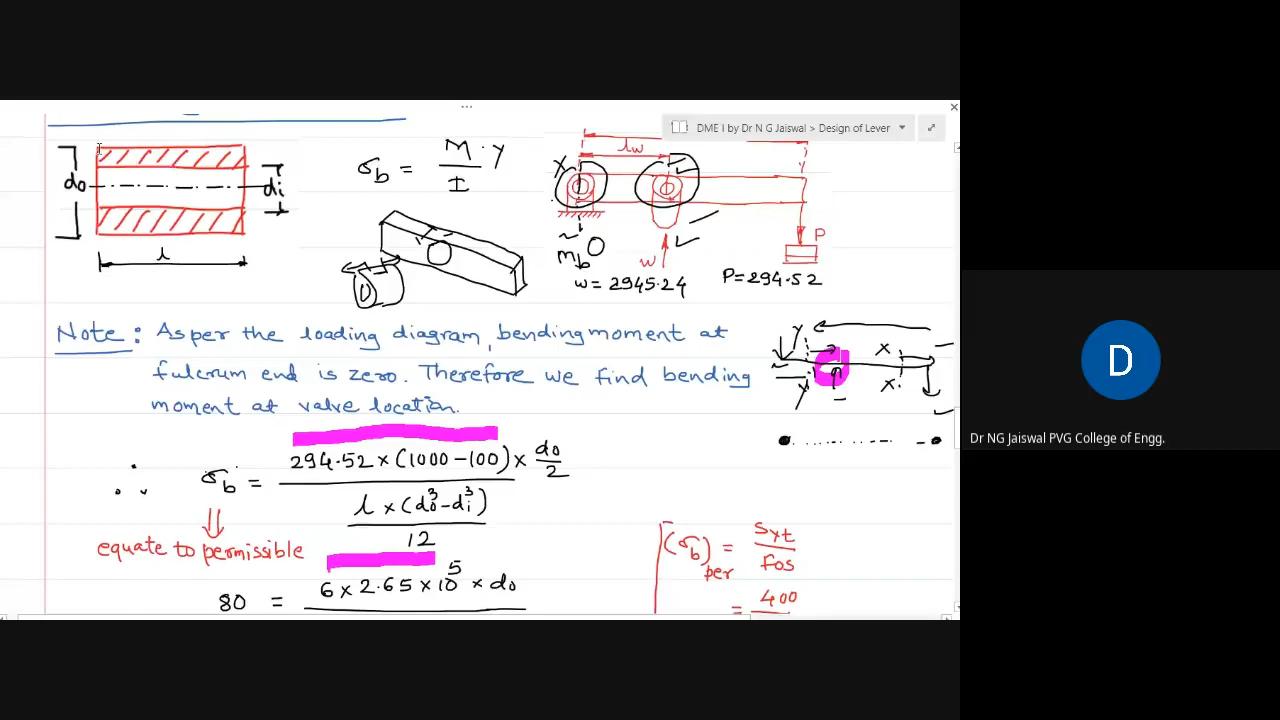 DME I by Dr N G Jaiswal > Design of Lever
do
di
l
σb = M · y / I
lw
X
Mb
O
w
w = 2945.24
P
P = 294.52
Note: As per the loading diagram, bending moment at
fulcrum end is zero. Therefore we find bending
moment at valve location.
Y
X
Y
X
∴ σb = 294.52 × (1000 - 100) × do/2
l × (do³ - di³)
12
equate to permissible
80 = 6 × 2.65 × 10⁵ × do
(σb)per = Syt / fos
= 400
D
Dr NG Jaiswal PVG College of Engg.